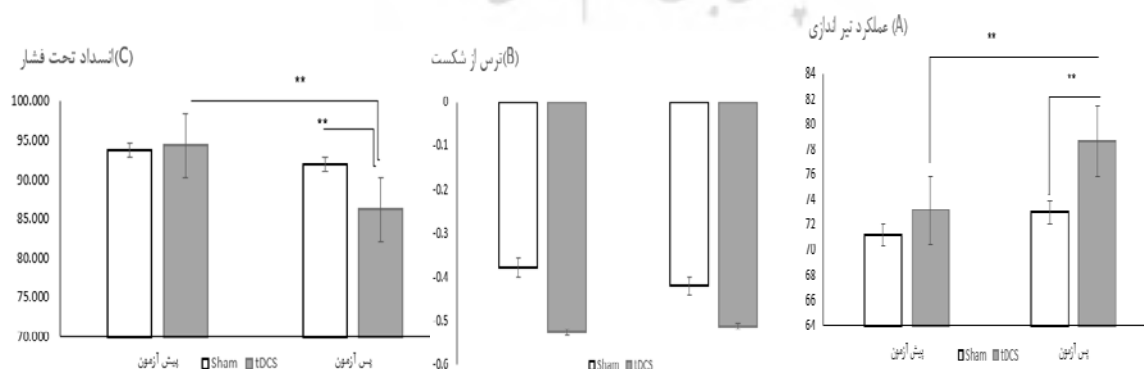 (A) عملکرد تیر اندازی
**
**
84
82
80
78
76
74
72
70
68
66
64
پیش آزمون
پس آزمون
Sham
tDCS
(B)ترس از شکست
0
-0.1
-0.2
-0.3
-0.4
-0.5
-0.6
Sham
tDCS
(C)انسداد تحت فشار
**
**
100.000
95.000
90.000
85.000
80.000
75.000
70.000
پیش آزمون
پس آزمون
Sham
tDCS